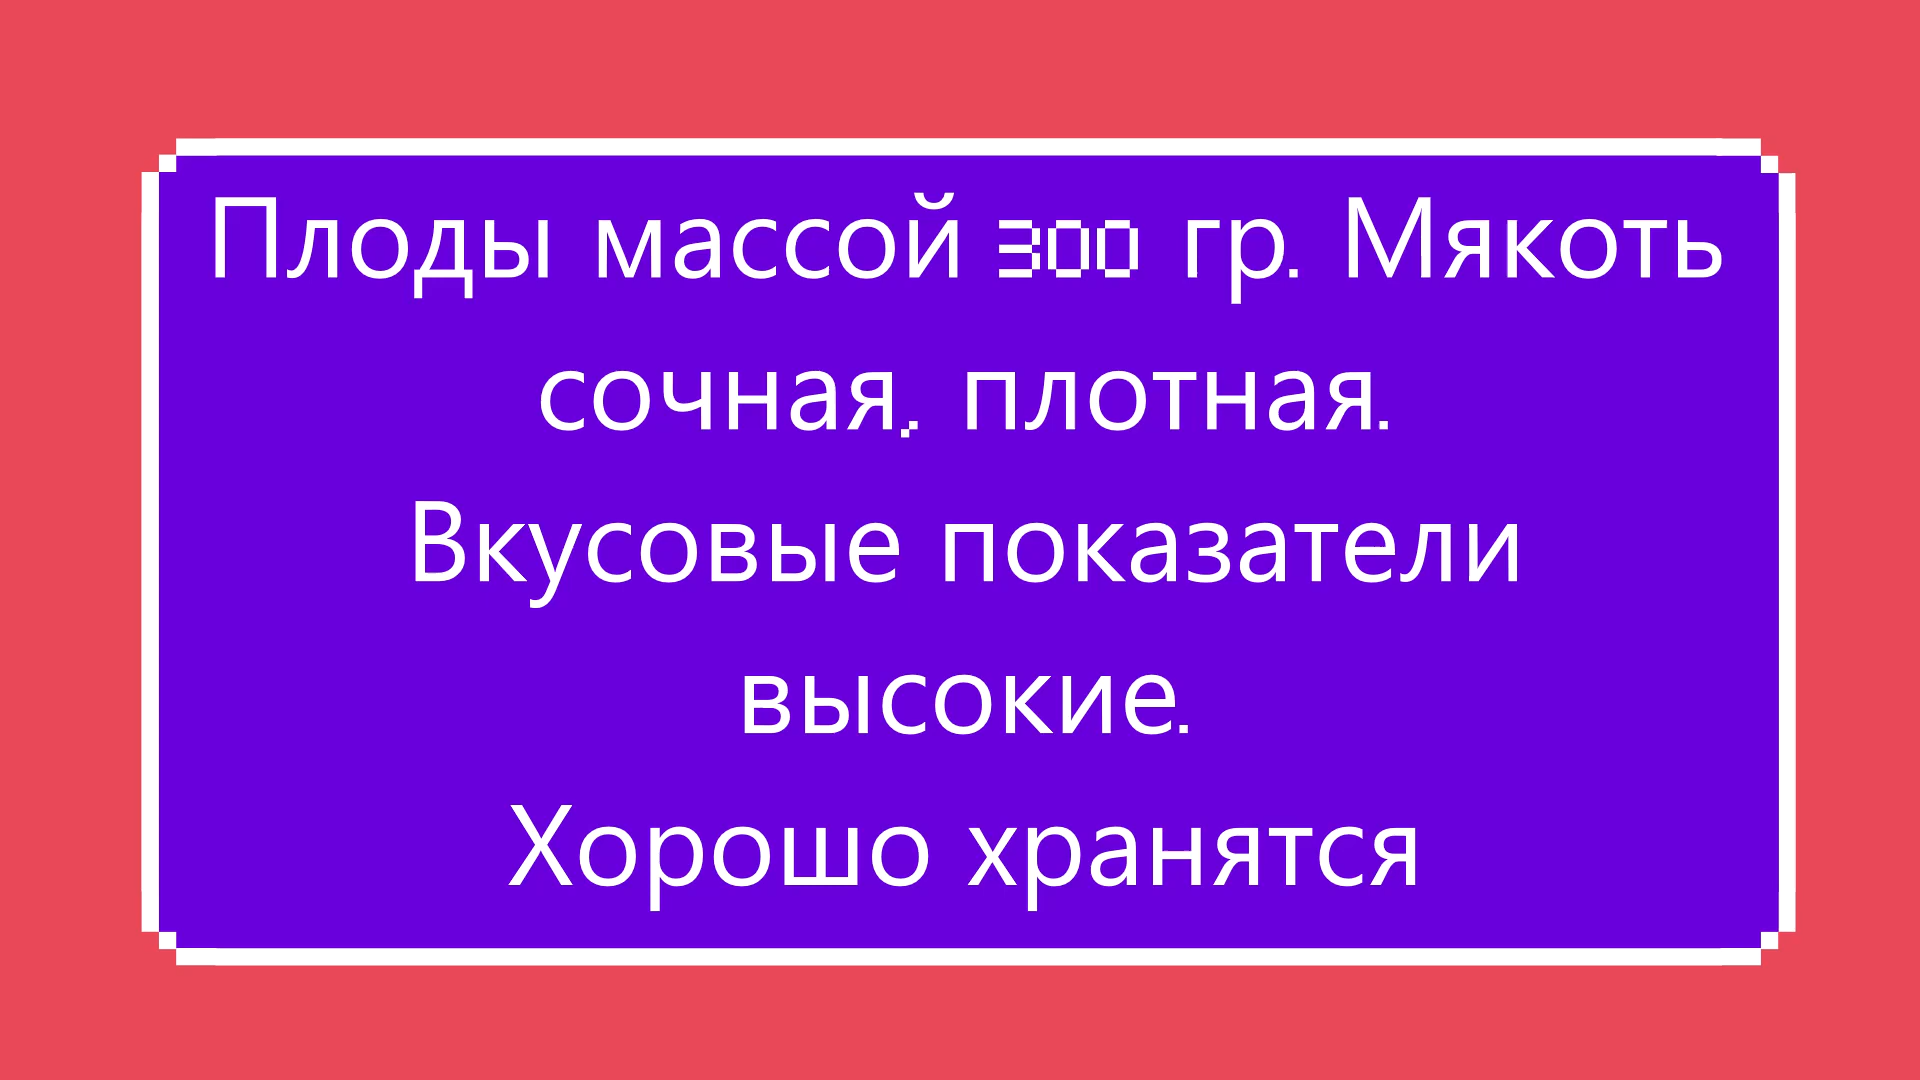 Плоды массой 300 гр. Мякоть
сочная, плотная.
Вкусовые показатели
высокие.
Хорошо хранятся